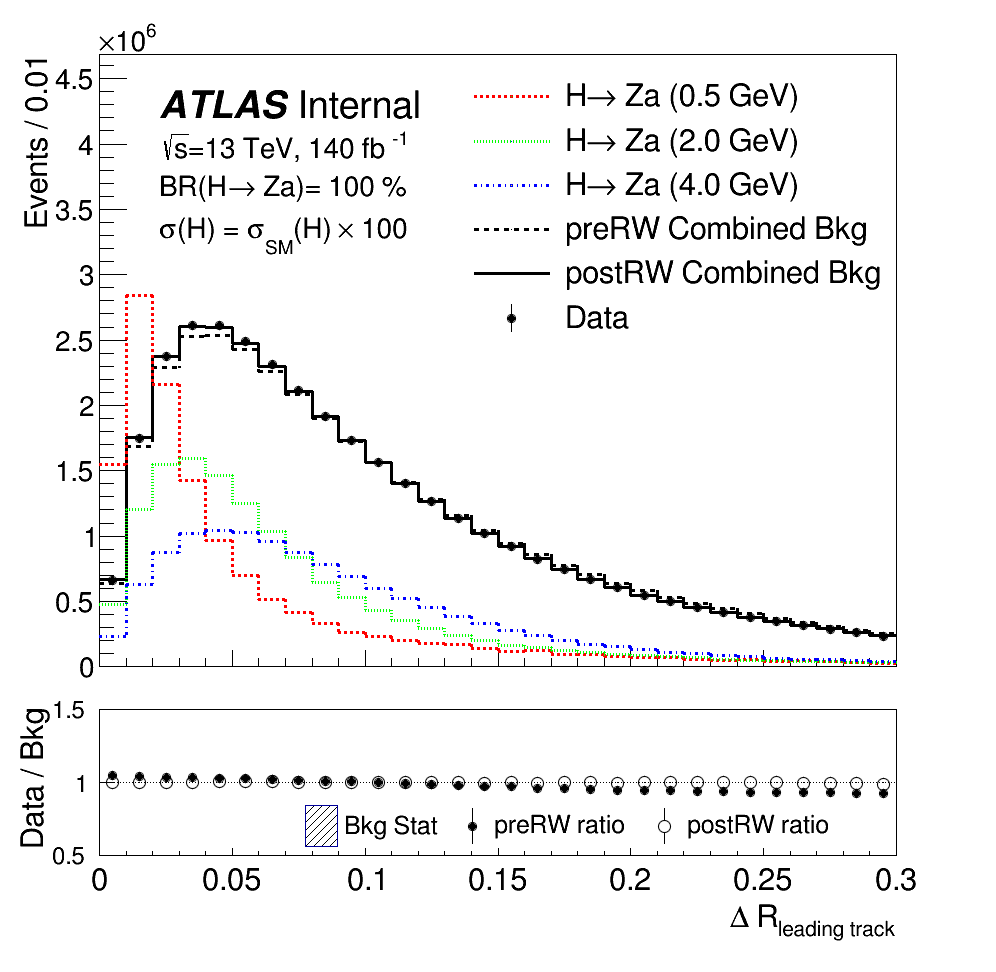 ×10⁶
Events / 0.01
4.5
4
3.5
3
2.5
2
1.5
1
0.5
0
ATLAS Internal
√s=13 TeV, 140 fb⁻¹
BR(H→ Za)= 100 %
σ(H) = σ_SM(H) × 100
H→ Za (0.5 GeV)
H→ Za (2.0 GeV)
H→ Za (4.0 GeV)
preRW Combined Bkg
postRW Combined Bkg
Data
Data / Bkg
1.5
1
0.5
Bkg Stat
preRW ratio
postRW ratio
0 0.05 0.1 0.15 0.2 0.25 0.3
Δ R_leading track